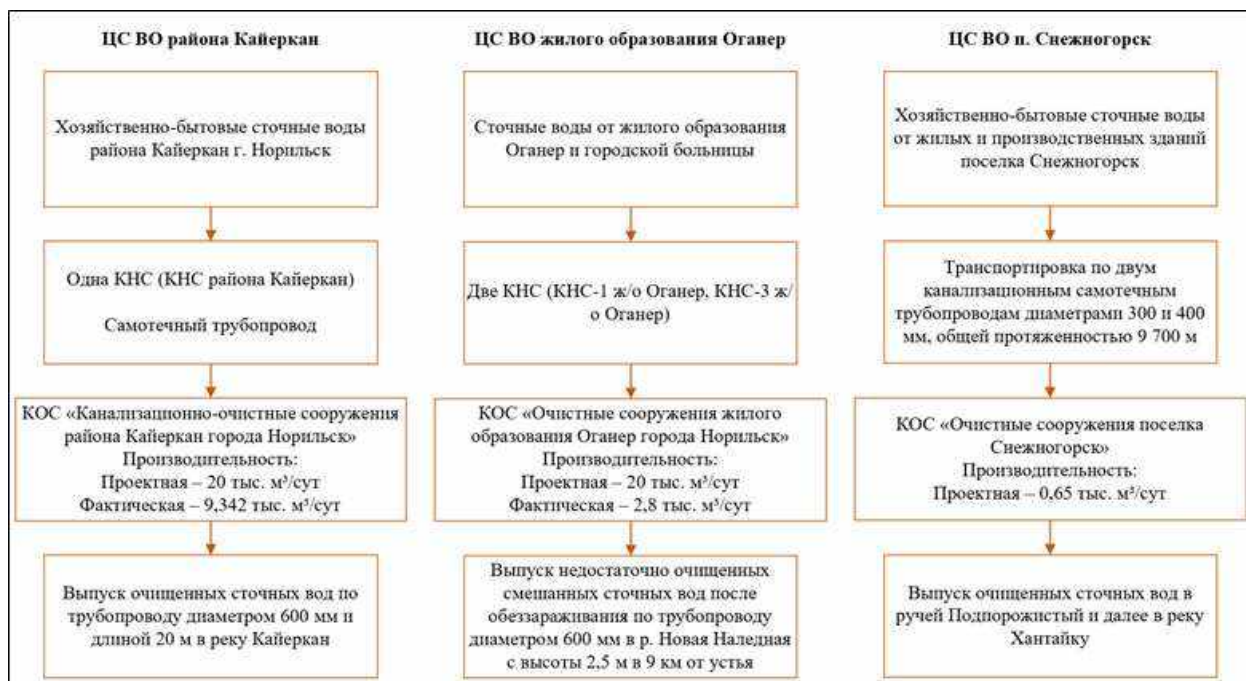 ЦС ВО района Кайеркан
Хозяйственно-бытовые сточные воды
района Кайеркан г. Норильск
Одна КНС (КНС района Кайеркан)
Самотечный трубопровод
КОС «Канализационно-очистные сооружения
района Кайеркан города Норильск»
Производительность:
Проектная – 20 тыс. м³/сут
Фактическая – 9,342 тыс. м³/сут
Выпуск очищенных сточных вод по
трубопроводу диаметром 600 мм и
длиной 20 м в реку Кайеркан
ЦС ВО жилого образования Оганер
Сточные воды от жилого образования
Оганер и городской больницы
Две КНС (КНС-1 ж/о Оганер, КНС-3 ж/
о Оганер)
КОС «Очистные сооружения жилого
образования Оганер города Норильск»
Производительность:
Проектная – 20 тыс. м³/сут
Фактическая – 2,8 тыс. м³/сут
Выпуск недостаточно очищенных
смешанных сточных вод после
обеззараживания по трубопроводу
диаметром 600 мм в р. Новая Наледная
с высоты 2,5 м в 9 км от устья
ЦС ВО п. Снежногорск
Хозяйственно-бытовые сточные воды
от жилых и производственных зданий
поселка Снежногорск
Транспортировка по двум
канализационным самотечным
трубопроводам диаметрами 300 и 400
мм, общей протяженностью 9 700 м
КОС «Очистные сооружения поселка
Снежногорск»
Производительность:
Проектная – 0,65 тыс. м³/сут
Выпуск очищенных сточных вод в
ручей Подпорожистый и далее в реку
Хантайку